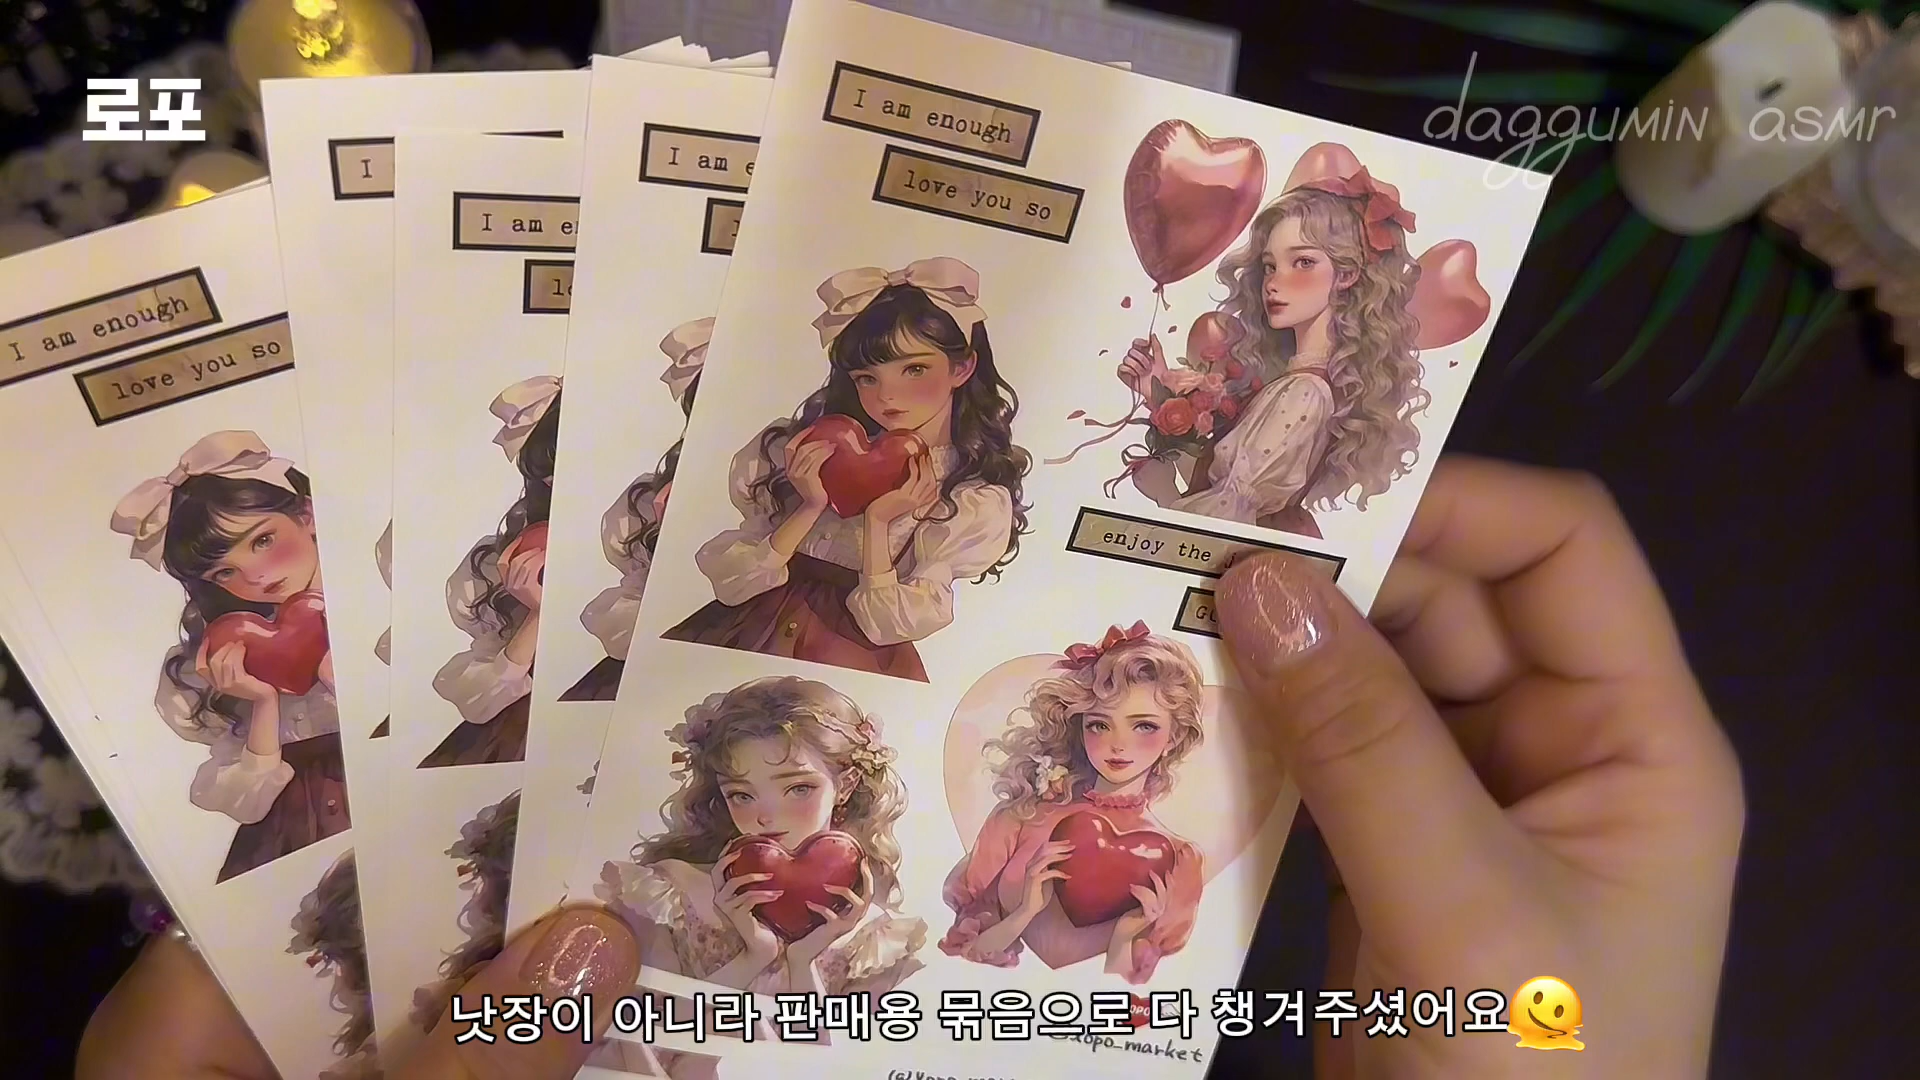 로포
daggumin asmr
I am enough
love you so
I am enough
love you so
I
I am e
I am e
enjoy the
낫장이 아니라 판매용 묶음으로 다 챙겨주셨어요🫠